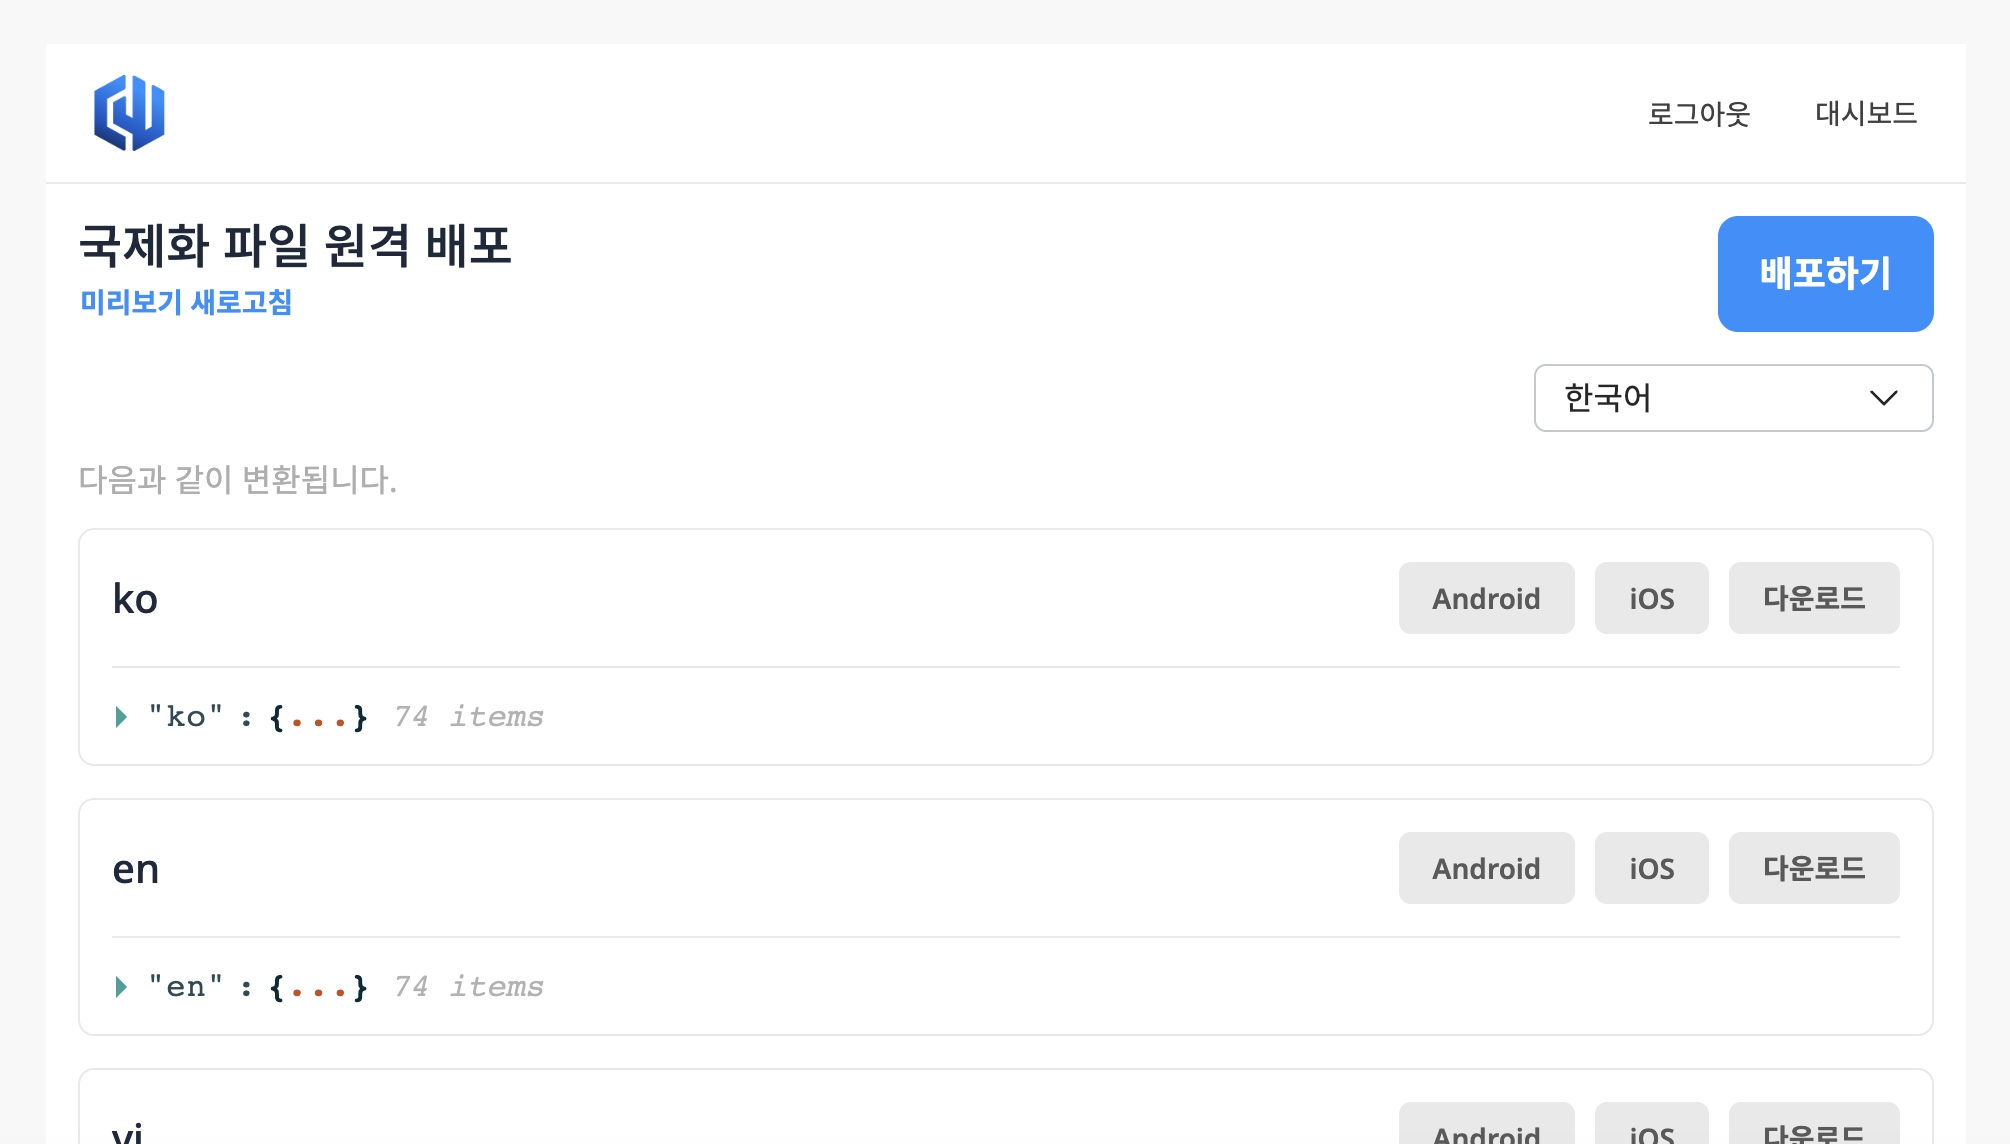 로그아웃 대시보드
국제화 파일 원격 배포
미리보기 새로고침
배포하기
한국어
다음과 같이 변환됩니다.
ko Android iOS 다운로드
"ko" : {...} 74 items
en Android iOS 다운로드
"en" : {...} 74 items
vi Android iOS 다운로드